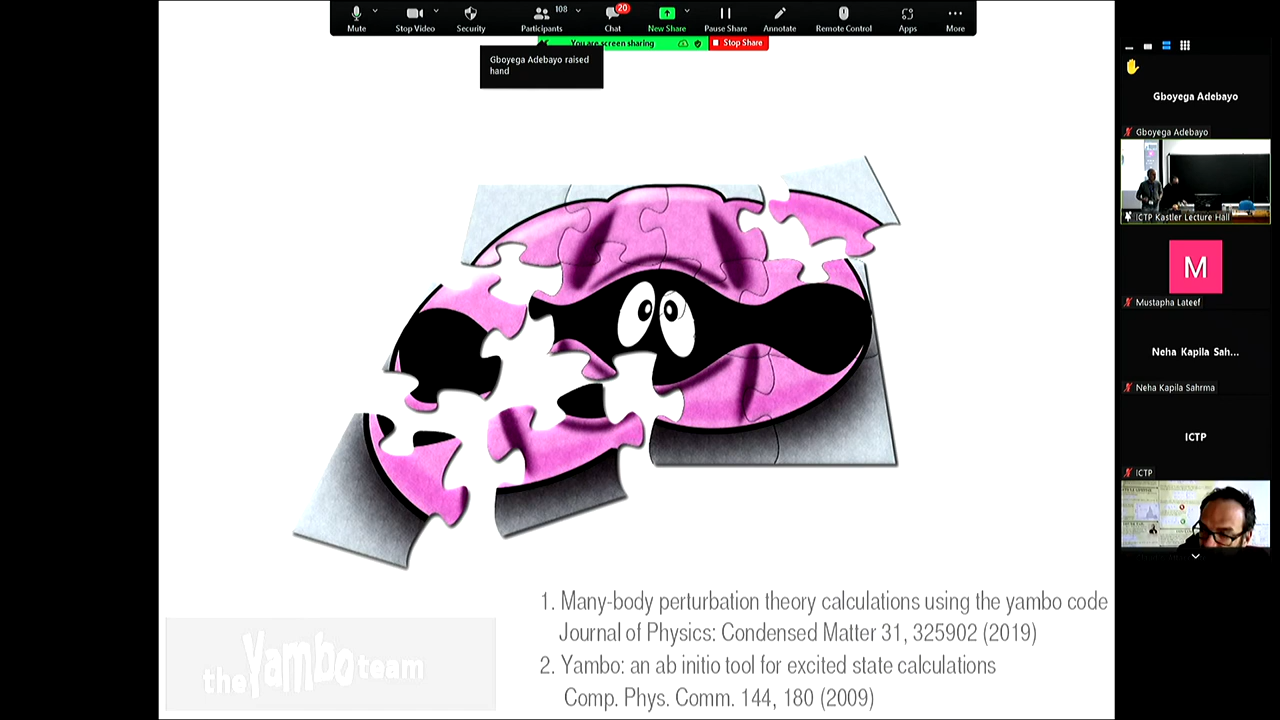 Mute
Stop Video
Security
Participants
108
Chat
20
New Share
Pause Share
Annotate
Remote Control
Apps
More
You are screen sharing
Stop Share
Gboyega Adebayo raised
hand
Gboyega Adebayo
Gboyega Adebayo
ICTP Kastler Lecture Hall
M
Mustapha Lateef
Neha Kapila Sah...
Neha Kapila Sahrma
ICTP
ICTP
the Yambo team
1. Many-body perturbation theory calculations using the yambo code
Journal of Physics: Condensed Matter 31, 325902 (2019)
2. Yambo: an ab initio tool for excited state calculations
Comp. Phys. Comm. 144, 180 (2009)